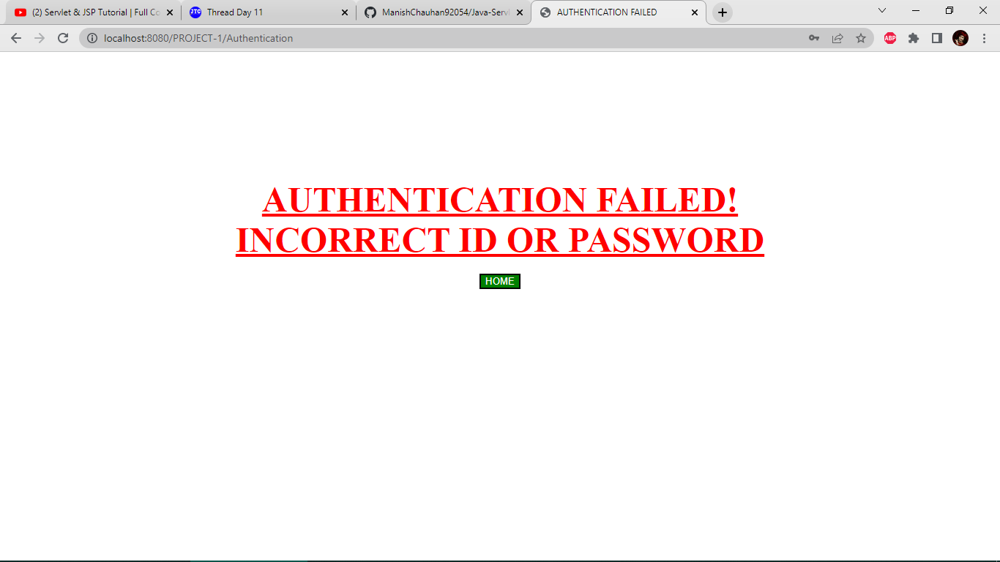 (2) Servlet & JSP Tutorial | Full Co
JTC Thread Day 11
ManishChauhan92054/Java-Servl
AUTHENTICATION FAILED
localhost:8080/PROJECT-1/Authentication
ABP
AUTHENTICATION FAILED!
INCORRECT ID OR PASSWORD
HOME